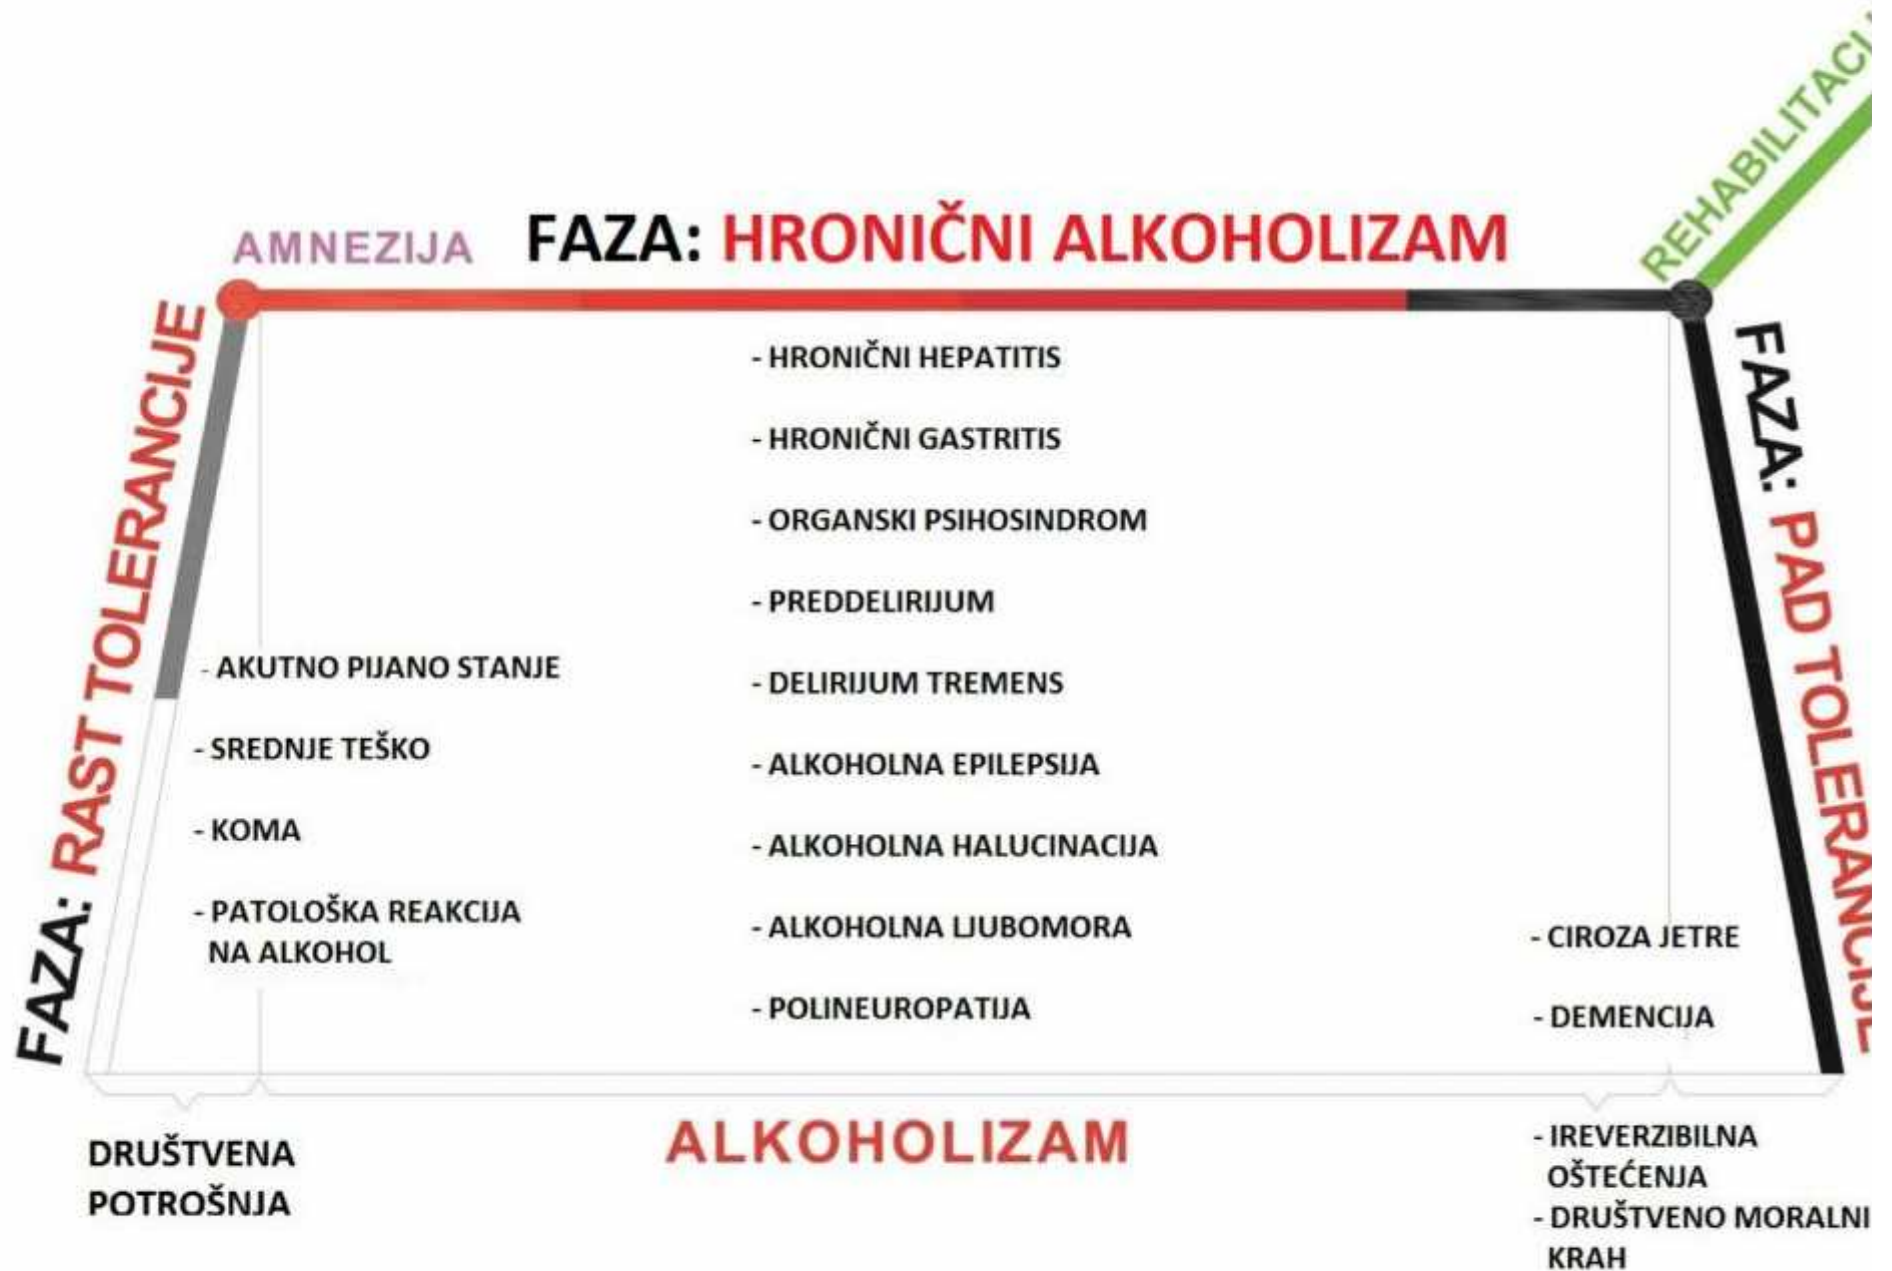 AMNEZIJA
FAZA: HRONIČNI ALKOHOLIZAM
REHABILITACIJ
FAZA: RAST TOLERANCIJE
- AKUTNO PIJANO STANJE
- SREDNJE TEŠKO
- KOMA
- PATOLOŠKA REAKCIJA
NA ALKOHOL
- HRONIČNI HEPATITIS
- HRONIČNI GASTRITIS
- ORGANSKI PSIHOSINDROM
- PREDDELIRIJUM
- DELIRIJUM TREMENS
- ALKOHOLNA EPILEPSIJA
- ALKOHOLNA HALUCINACIJA
- ALKOHOLNA LJUBOMORA
- POLINEUROPATIJA
FAZA: PAD TOLERANCIJE
- CIROZA JETRE
- DEMENCIJA
DRUŠTVENA
POTROŠNJA
ALKOHOLIZAM
- IREVERZIBILNA
OŠTEĆENJA
- DRUŠTVENO MORALNI
KRAH